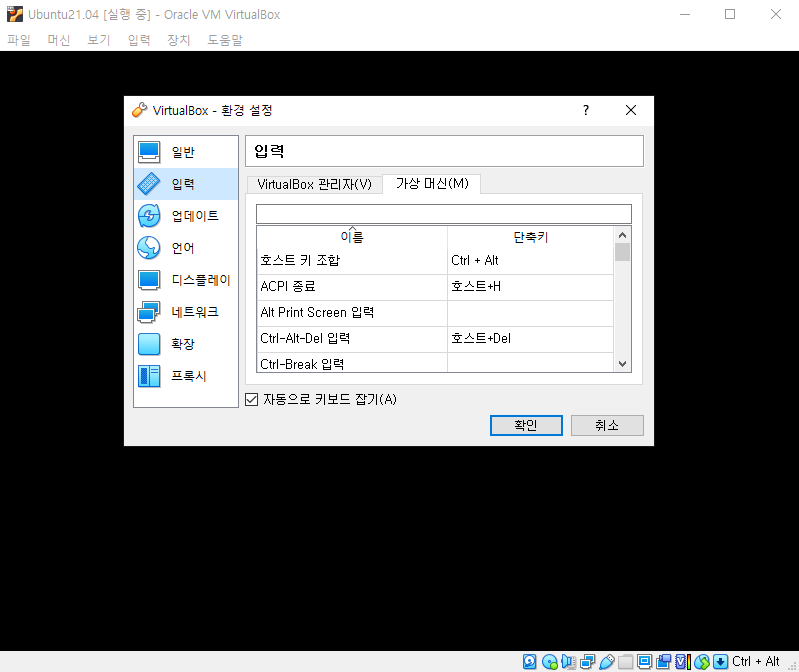 Ubuntu21.04 [실행 중] - Oracle VM VirtualBox
파일 머신 보기 입력 장치 도움말
VirtualBox - 환경 설정
?
일반
입력
업데이트
언어
디스플레이
네트워크
확장
프록시
입력
VirtualBox 관리자(V) 가상 머신(M)
이름 단축키
호스트 키 조합 Ctrl + Alt
ACPI 종료 호스트+H
Alt Print Screen 입력
Ctrl-Alt-Del 입력 호스트+Del
Ctrl-Break 입력
자동으로 키보드 잡기(A)
확인 취소
Ctrl + Alt